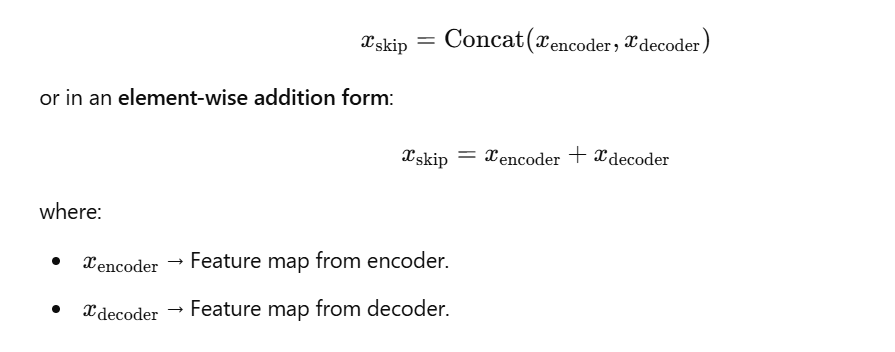 x_skip = Concat(x_encoder, x_decoder)
or in an element-wise addition form:
x_skip = x_encoder + x_decoder
where:
• x_encoder → Feature map from encoder.
• x_decoder → Feature map from decoder.